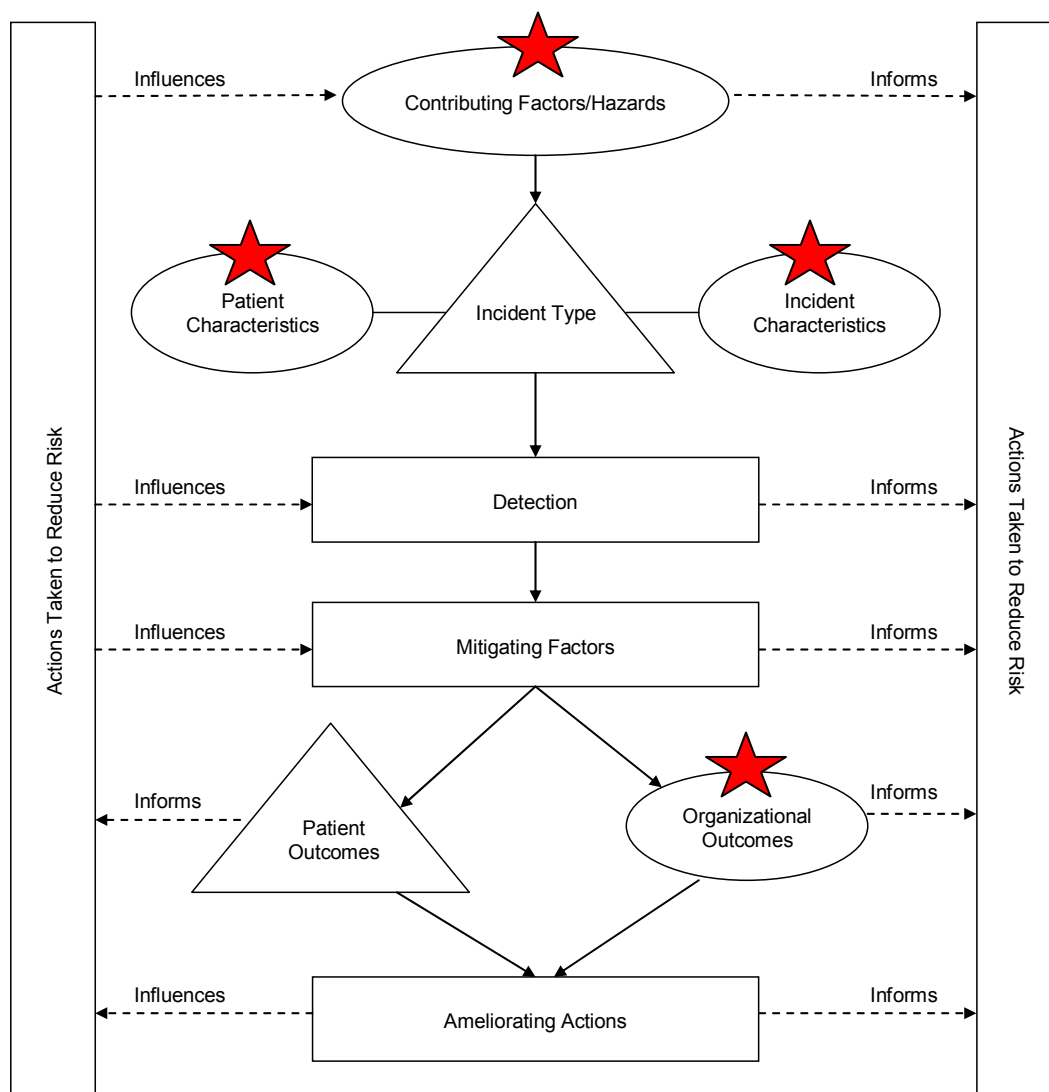 Influences
Informs
Contributing Factors/Hazards
Patient
Characteristics
Incident Type
Incident
Characteristics
Actions Taken to Reduce Risk
Actions Taken to Reduce Risk
Influences
Detection
Informs
Influences
Mitigating Factors
Informs
Informs
Patient
Outcomes
Organizational
Outcomes
Informs
Influences
Ameliorating Actions
Informs